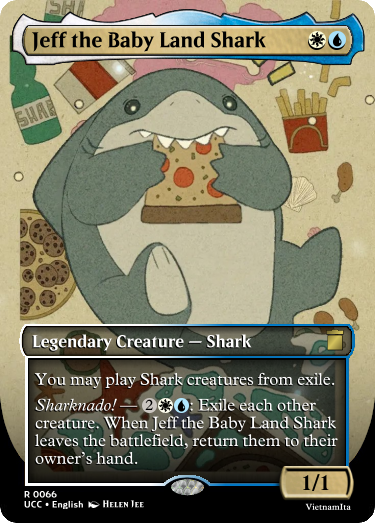 Jeff the Baby Land Shark
SH
SHAR
Legendary Creature — Shark
You may play Shark creatures from exile.
Sharknado! — 2: Exile each other
creature. When Jeff the Baby Land Shark
leaves the battlefield, return them to their
owner's hand.
1/1
R 0066
UCC • English Helen Jee
VietnamIta